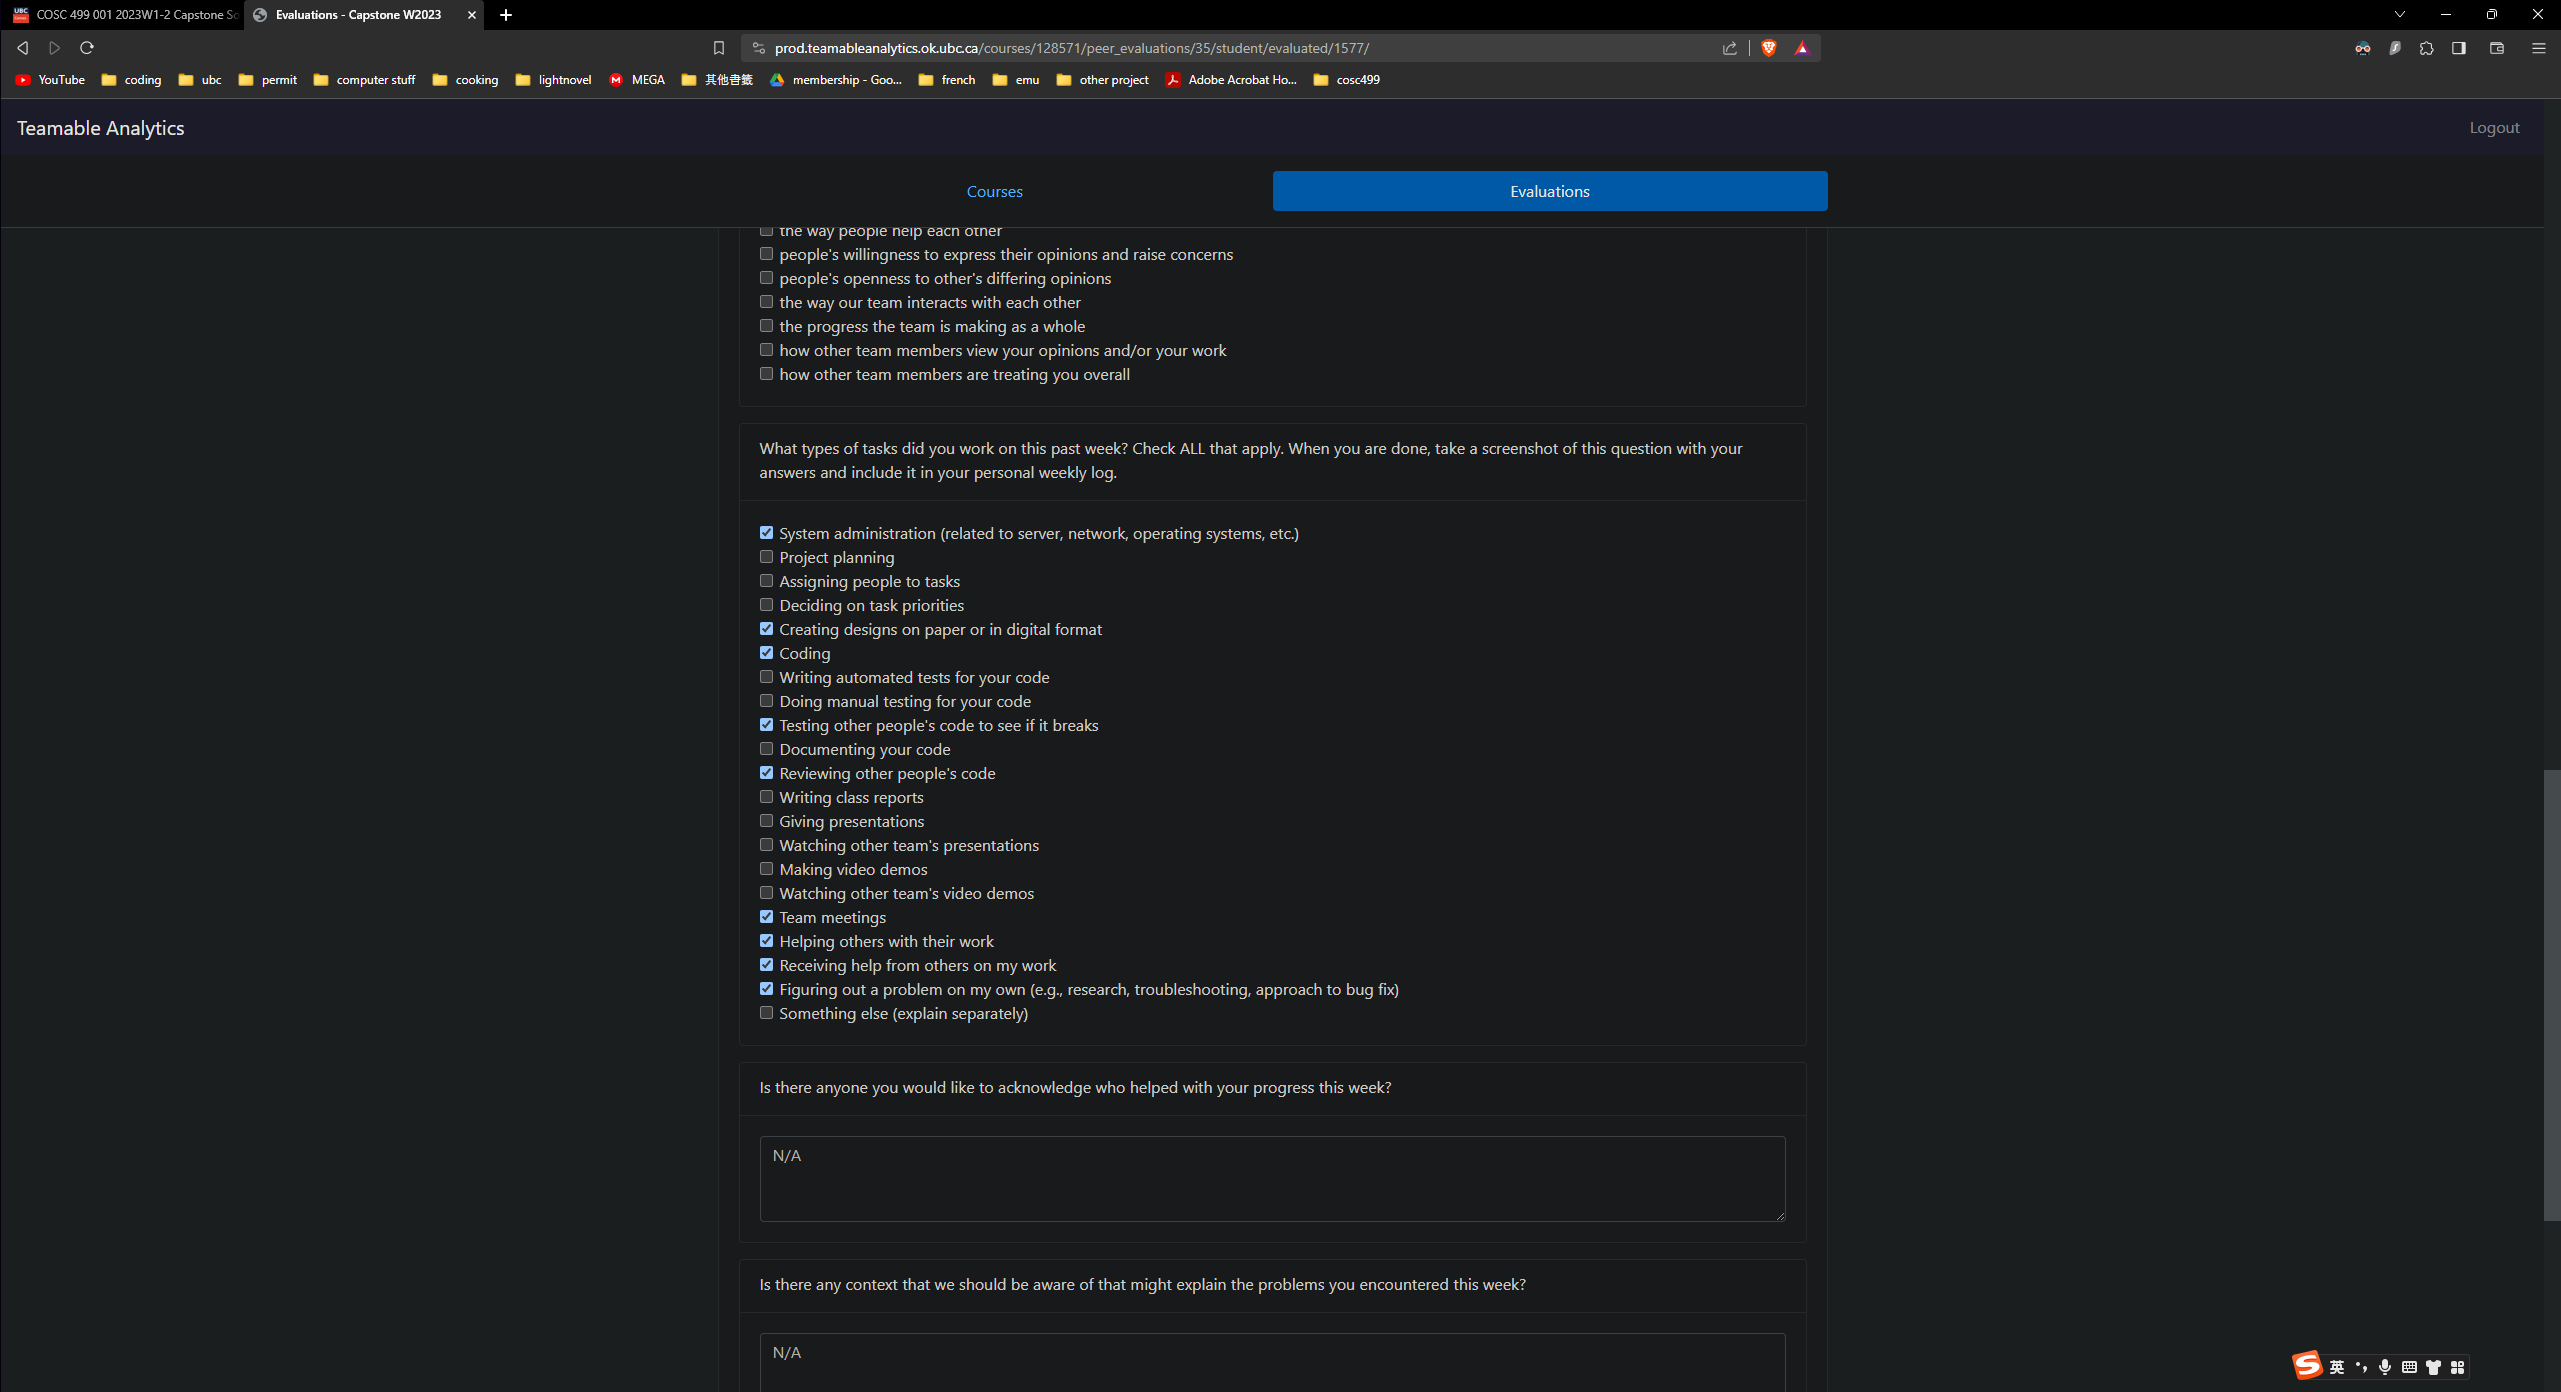 COSC 499 001 2023W1-2 Capstone So
Evaluations - Capstone W2023
prod.teamableanalytics.ok.ubc.ca/courses/128571/peer_evaluations/35/student/evaluated/1577/
YouTube coding ubc permit computer stuff cooking lightnovel MEGA 其他書籤 membership - Goo... french emu other project Adobe Acrobat Ho... cosc499
Teamable Analytics
Logout
Courses
Evaluations
the way people help each other
people's willingness to express their opinions and raise concerns
people's openness to other's differing opinions
the way our team interacts with each other
the progress the team is making as a whole
how other team members view your opinions and/or your work
how other team members are treating you overall
What types of tasks did you work on this past week? Check ALL that apply. When you are done, take a screenshot of this question with your
answers and include it in your personal weekly log.
System administration (related to server, network, operating systems, etc.)
Project planning
Assigning people to tasks
Deciding on task priorities
Creating designs on paper or in digital format
Coding
Writing automated tests for your code
Doing manual testing for your code
Testing other people's code to see if it breaks
Documenting your code
Reviewing other people's code
Writing class reports
Giving presentations
Watching other team's presentations
Making video demos
Watching other team's video demos
Team meetings
Helping others with their work
Receiving help from others on my work
Figuring out a problem on my own (e.g., research, troubleshooting, approach to bug fix)
Something else (explain separately)
Is there anyone you would like to acknowledge who helped with your progress this week?
N/A
Is there any context that we should be aware of that might explain the problems you encountered this week?
N/A
英